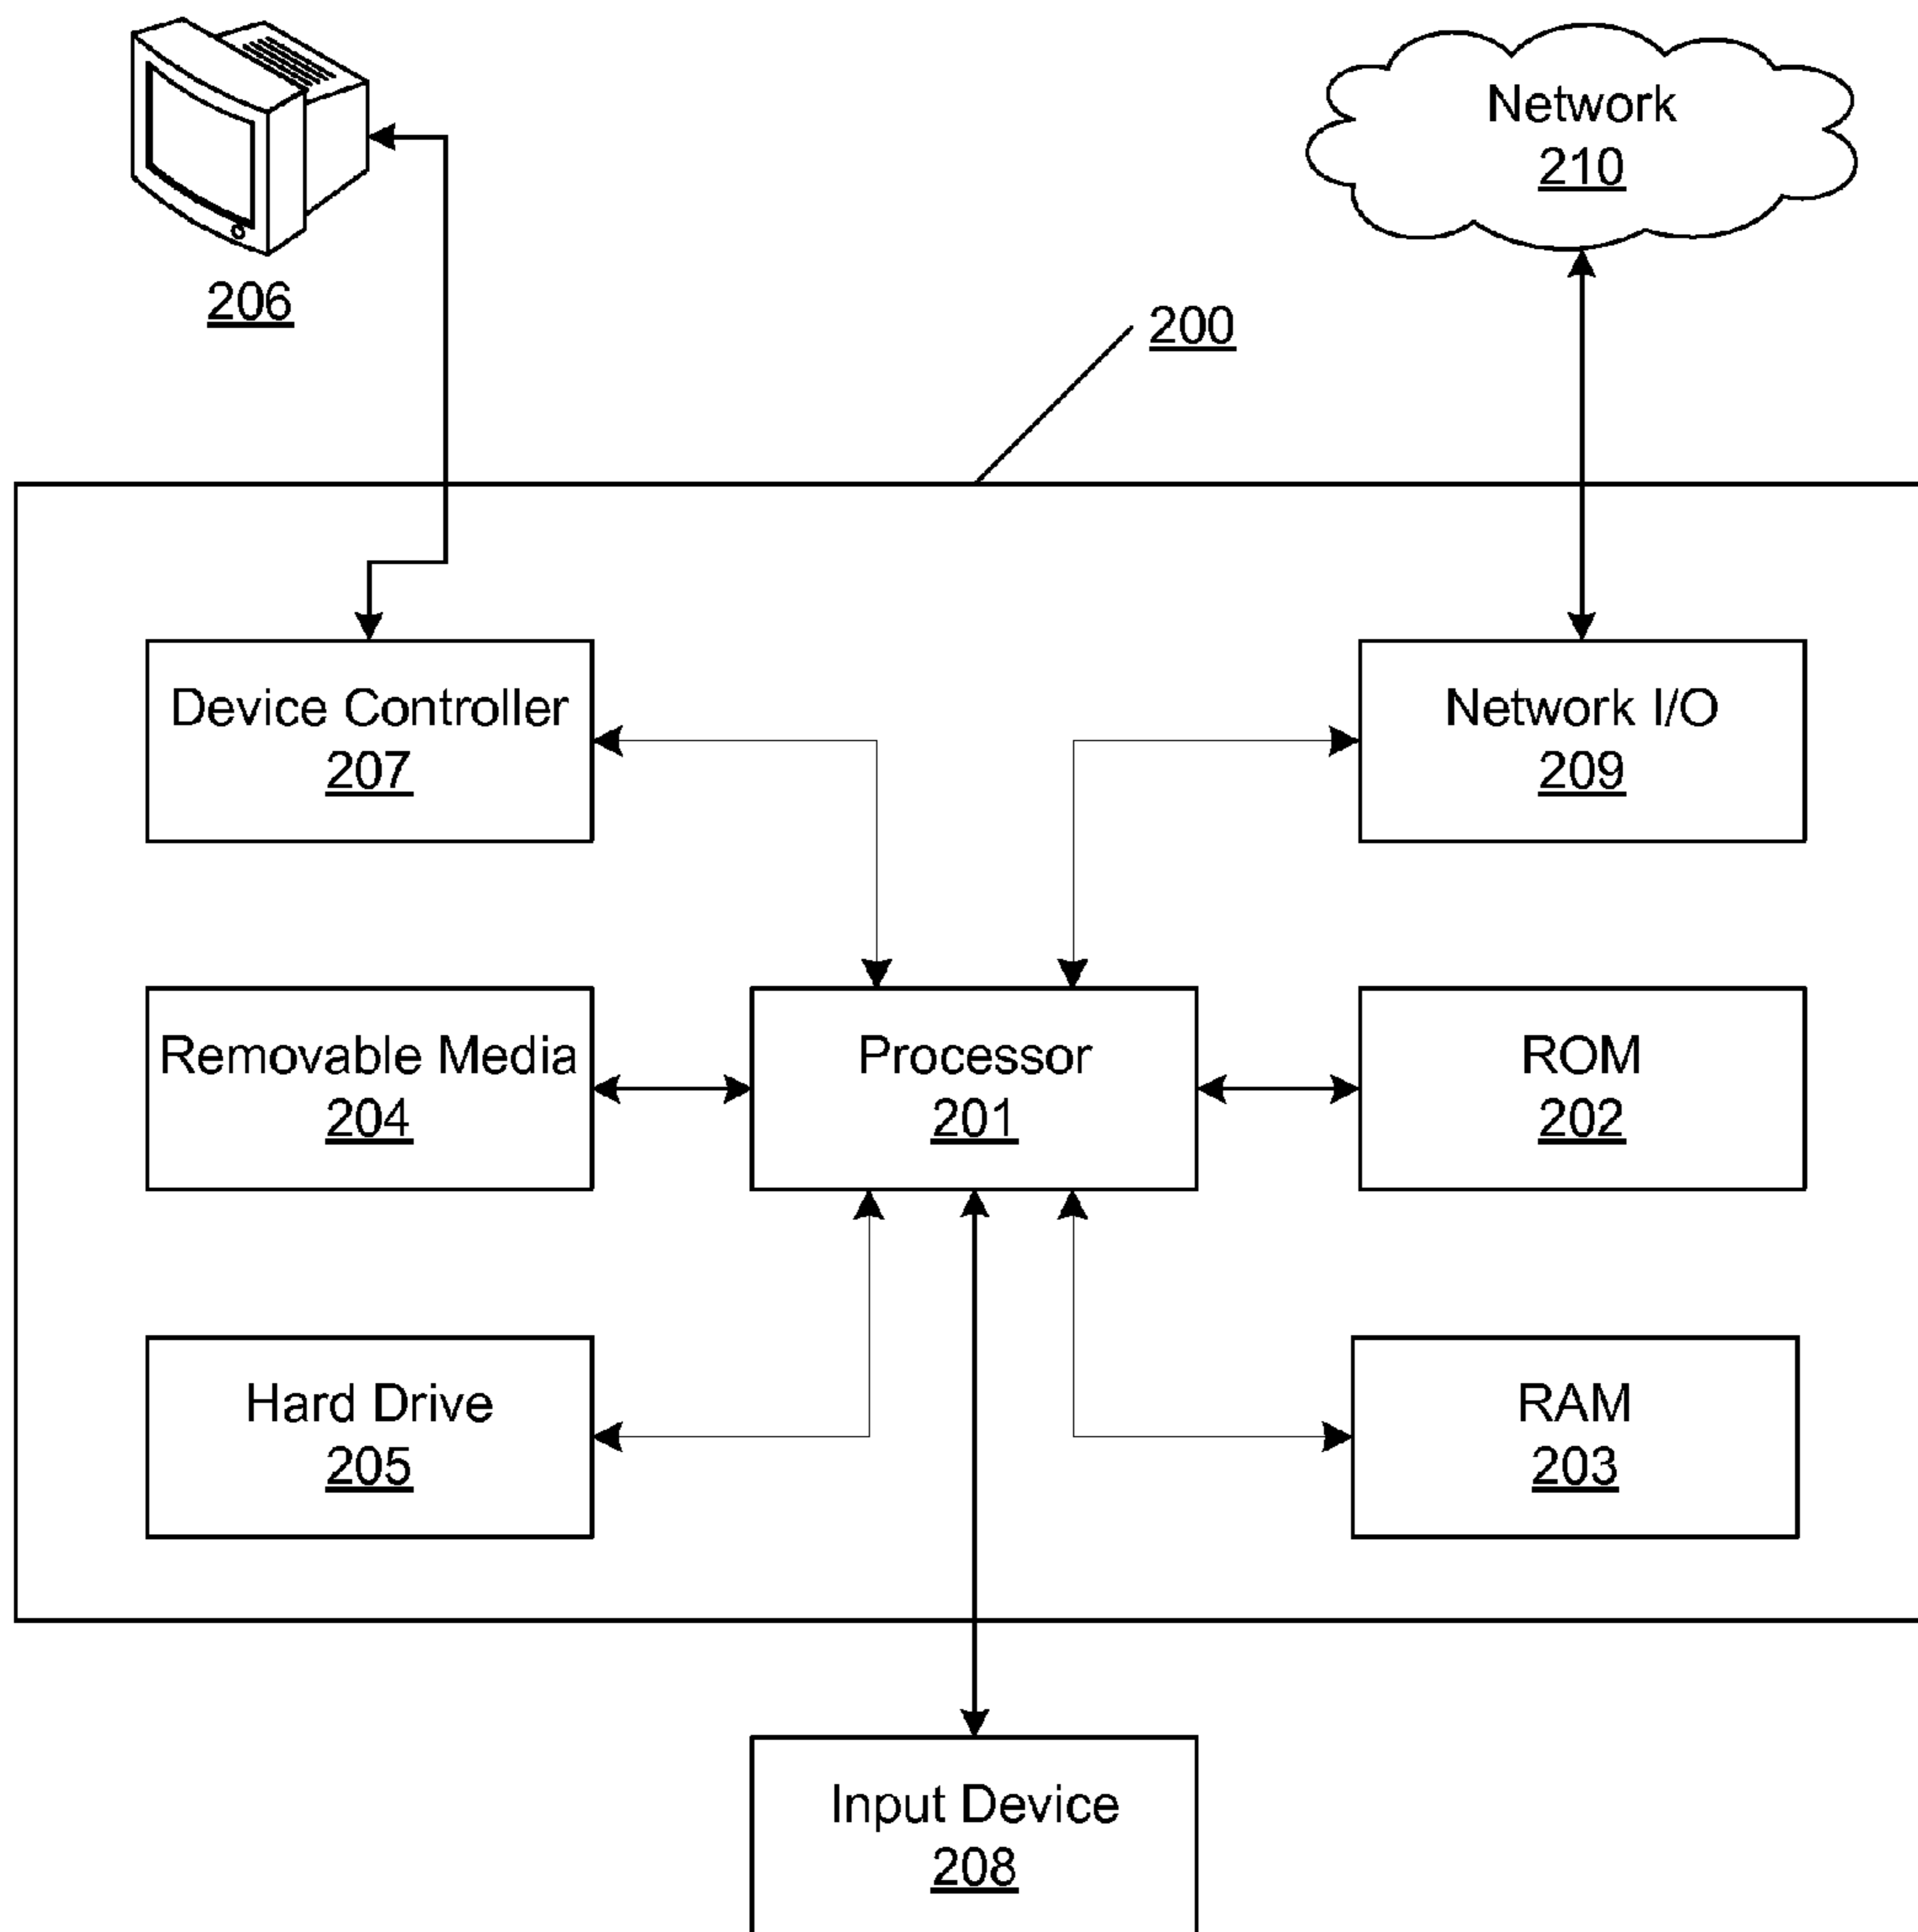 Network
210
206
200
Device Controller
207
Network I/O
209
Removable Media
204
Processor
201
ROM
202
Hard Drive
205
RAM
203
Input Device
208